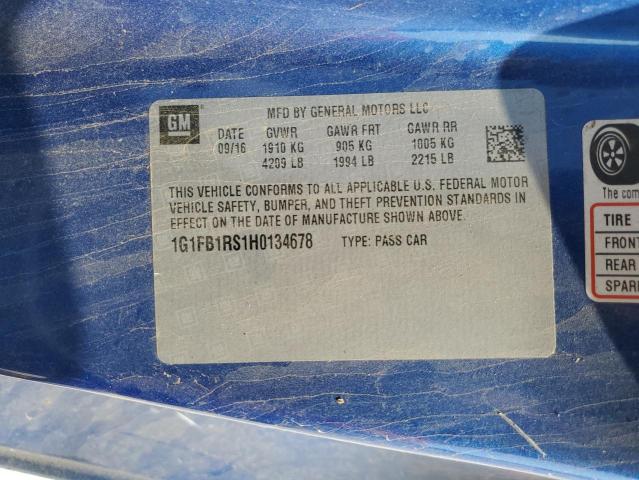 GM
MFD BY GENERAL MOTORS LLC
DATE GVWR GAWR FRT GAWR RR
09/16 1910 KG 905 KG 1005 KG
4209 LB 1994 LB 2215 LB
THIS VEHICLE CONFORMS TO ALL APPLICABLE U.S. FEDERAL MOTOR
VEHICLE SAFETY, BUMPER, AND THEFT PREVENTION STANDARDS IN
EFFECT ON THE DATE OF MANUFACTURE SHOWN ABOVE.
1G1FB1RS1H0134678 TYPE: PASS CAR
The com
TIRE
FRONT
REAR
SPARE